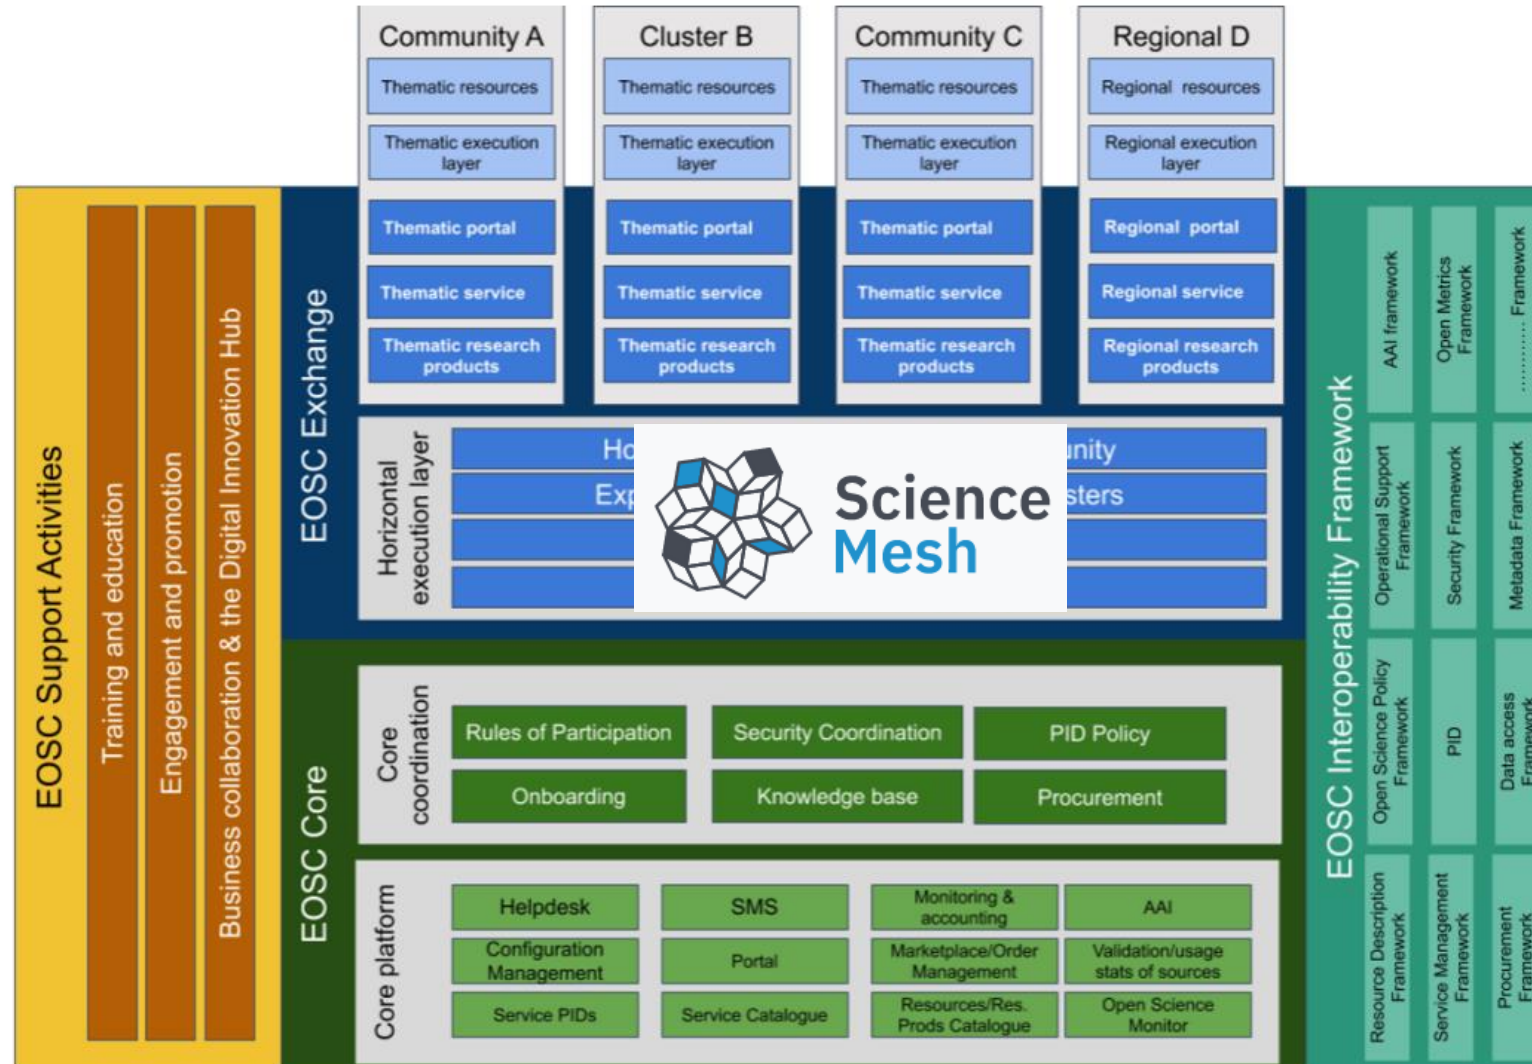 Community A
Thematic resources
Thematic execution
layer
Thematic portal
Thematic service
Thematic research
products
Cluster B
Thematic resources
Thematic execution
layer
Thematic portal
Thematic service
Thematic research
products
Community C
Thematic resources
Thematic execution
layer
Thematic portal
Thematic service
Thematic research
products
Regional D
Regional resources
Regional execution
layer
Regional portal
Regional service
Regional research
products
EOSC Support Activities
Training and education
Engagement and promotion
Business collaboration & the Digital Innovation Hub
EOSC Exchange
Horizontal
execution layer
Science
Mesh
EOSC Core
Core
coordination
Rules of Participation
Security Coordination
PID Policy
Onboarding
Knowledge base
Procurement
Core platform
Helpdesk
SMS
Monitoring &
accounting
AAI
Configuration
Management
Portal
Marketplace/Order
Management
Validation/usage
stats of sources
Service PIDs
Service Catalogue
Resources/Res.
Prods Catalogue
Open Science
Monitor
EOSC Interoperability Framework
AAI framework
Open Metrics
Framework
............ Framework
Operational Support
Framework
Security Framework
Metadata Framework
Open Science Policy
Framework
PID
Data access
Framework
Resource Description
Framework
Service Management
Framework
Procurement
Framework